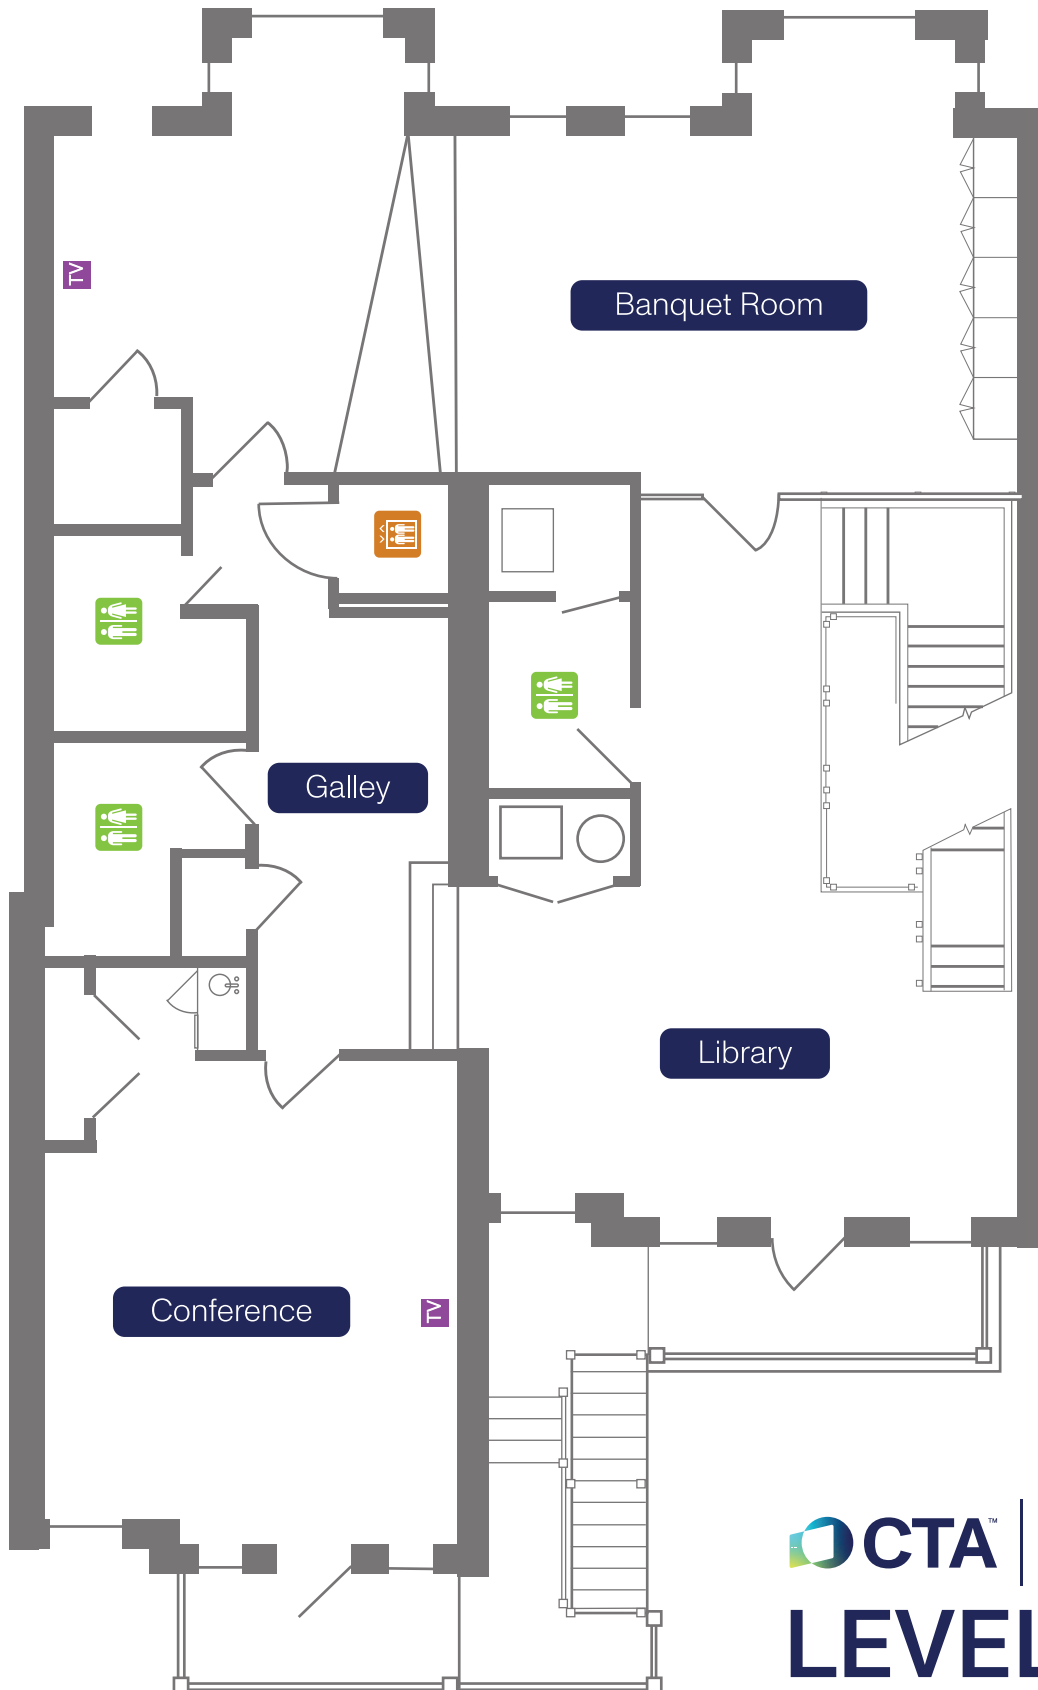 TV
Banquet Room
Galley
Library
Conference
TV
CTA™
LEVEL